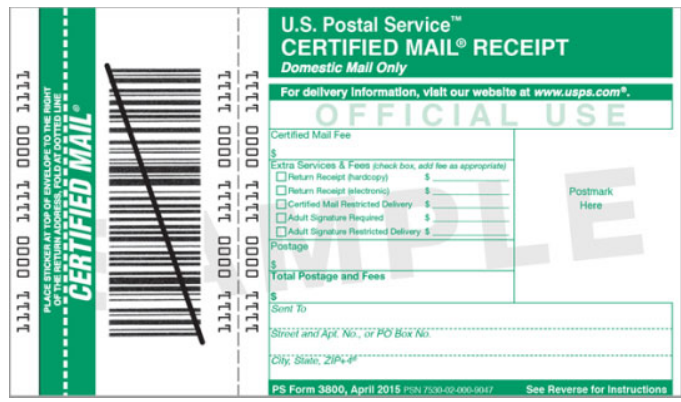 1111 0000 1111 0000 1111
PLACE STICKER AT TOP OF ENVELOPE TO THE RIGHT
OF THE RETURN ADDRESS, FOLD AT DOTTED LINE
CERTIFIED MAIL®
1111 0000 1111 0000 1111
1111 0000 1111 0000 1111
U.S. Postal Service™
CERTIFIED MAIL® RECEIPT
Domestic Mail Only
For delivery information, visit our website at www.usps.com®.
OFFICIAL USE
Certified Mail Fee
$
Extra Services & Fees (check box, add fee as appropriate)
Return Receipt (hardcopy) $
Return Receipt (electronic) $
Certified Mail Restricted Delivery $
Adult Signature Required $
Adult Signature Restricted Delivery $
Postage
$
Total Postage and Fees
$
Postmark
Here
SAMPLE
Sent To
Street and Apt. No., or PO Box No.
City, State, ZIP+4®
PS Form 3800, April 2015 PSN 7530-02-000-9047 See Reverse for Instructions